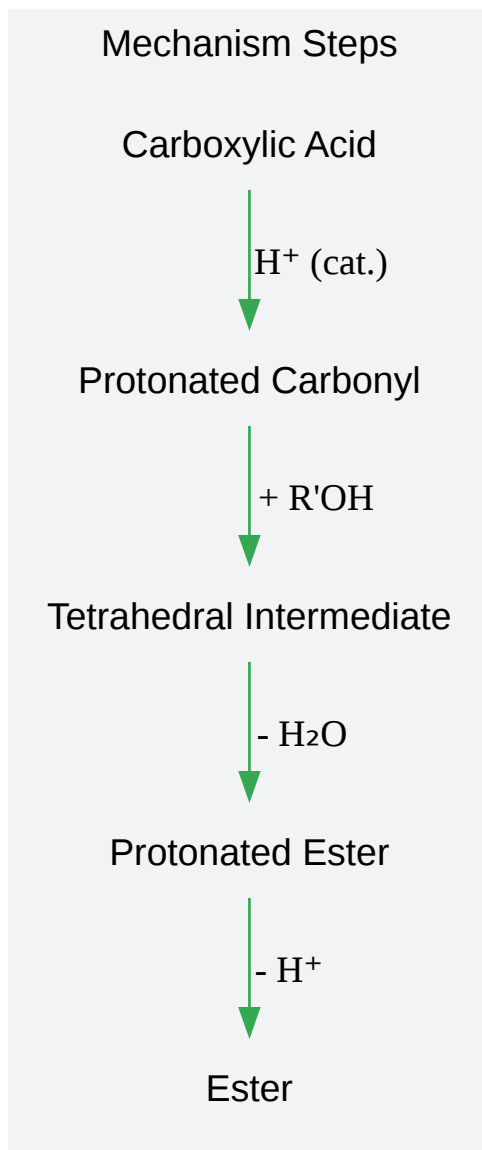 Mechanism Steps
Carboxylic Acid
H⁺ (cat.)
Protonated Carbonyl
+ R'OH
Tetrahedral Intermediate
- H₂O
Protonated Ester
- H⁺
Ester